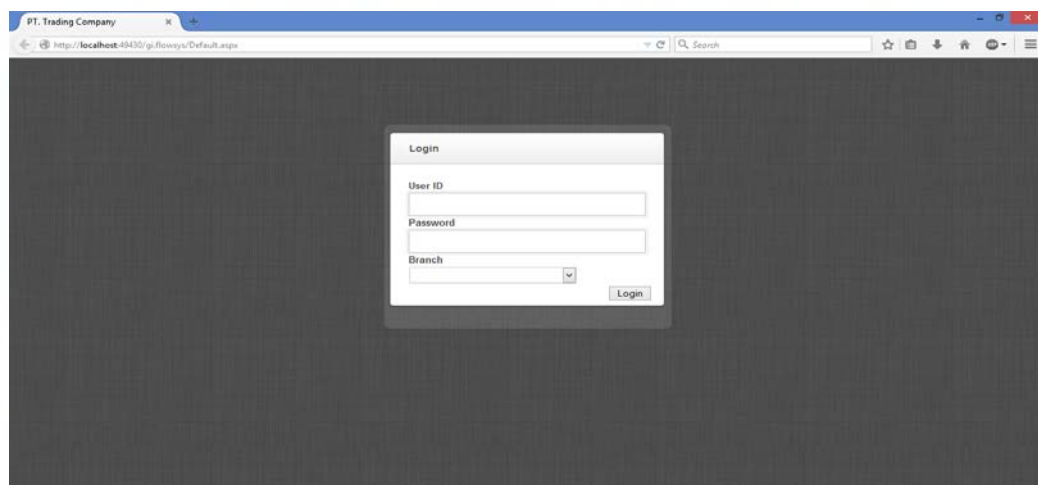 PT. Trading Company
http://localhost:49430/gi.flowsys/Default.aspx
Search
Login
User ID
Password
Branch
Login